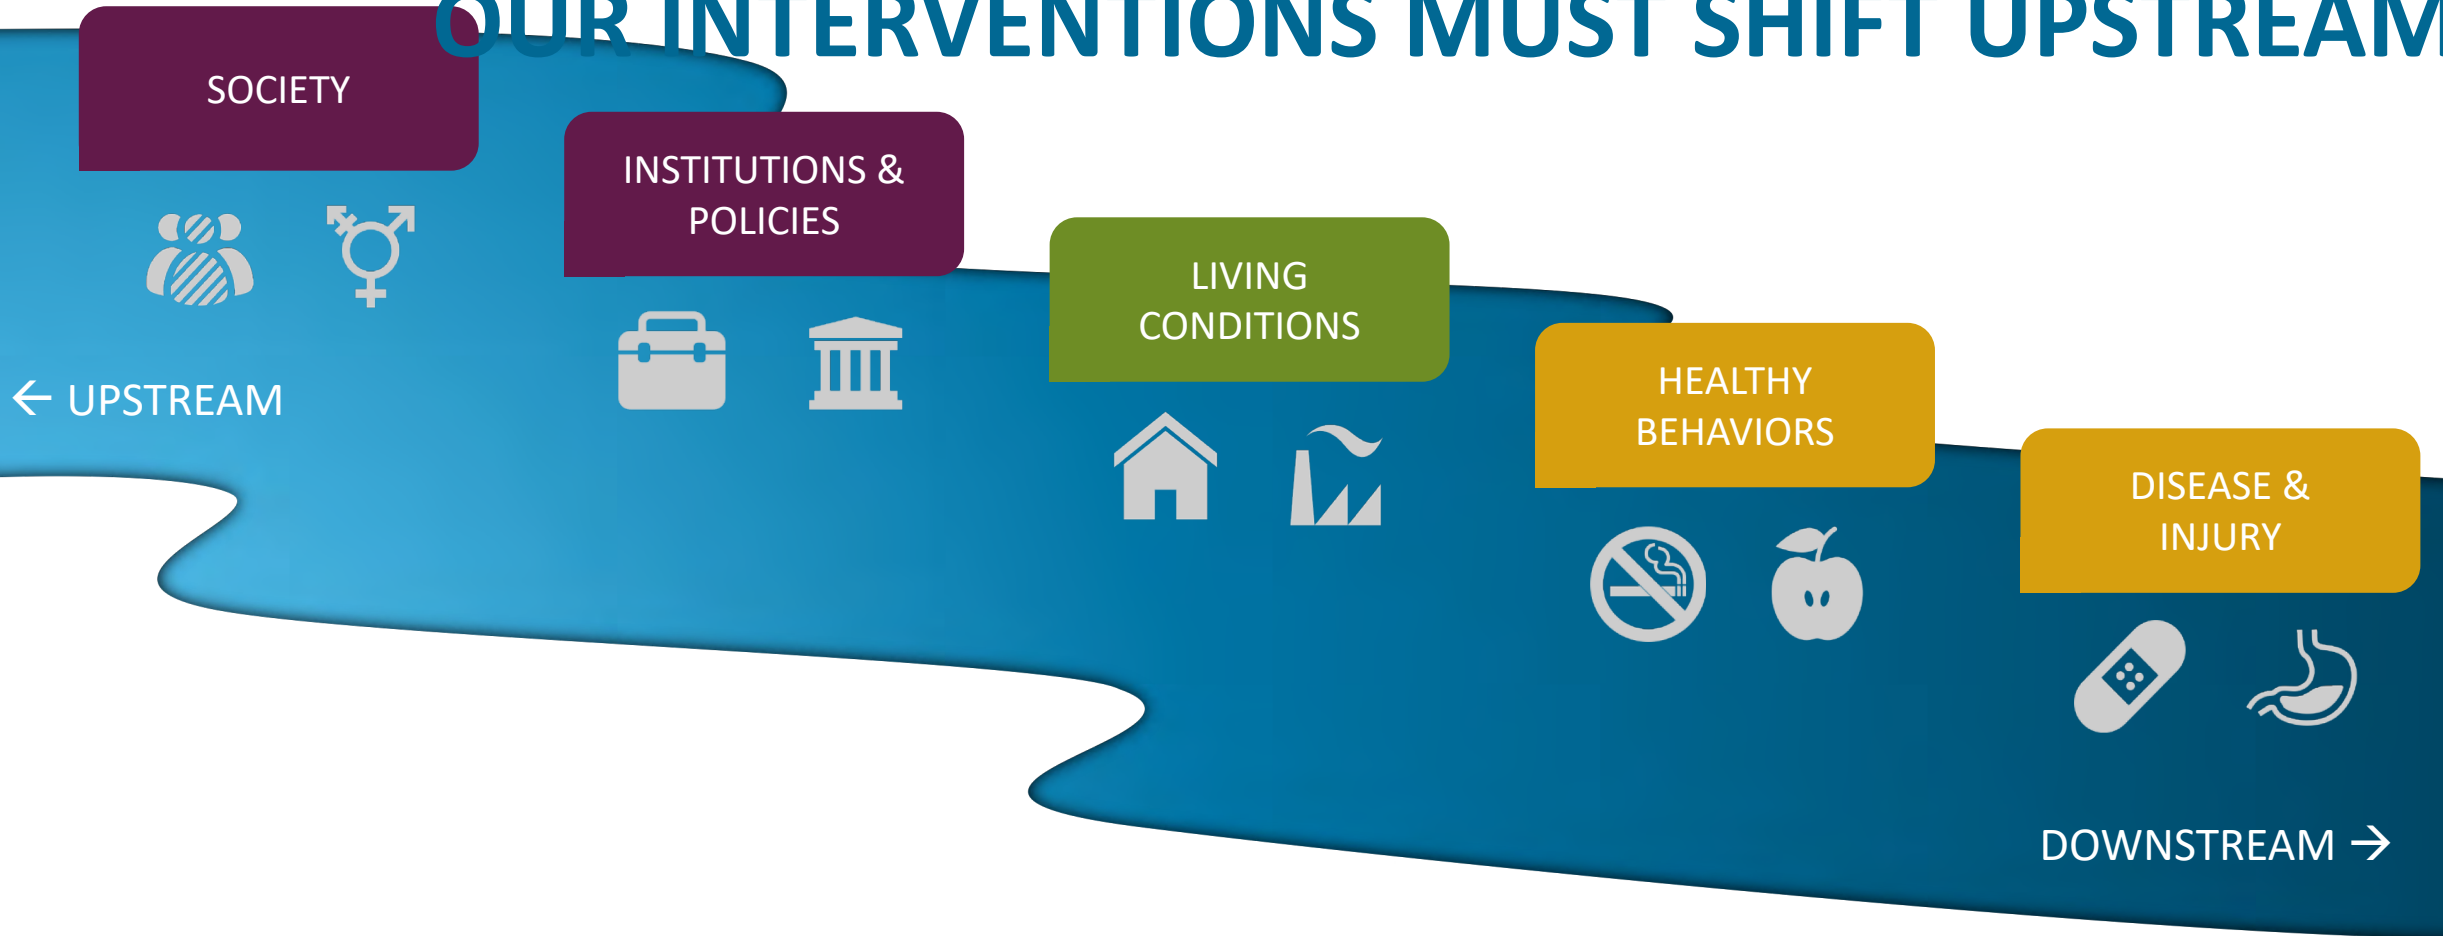 OUR INTERVENTIONS MUST SHIFT UPSTREAM
SOCIETY
INSTITUTIONS &
POLICIES
LIVING
CONDITIONS
HEALTHY
BEHAVIORS
DISEASE &
INJURY
← UPSTREAM
DOWNSTREAM →